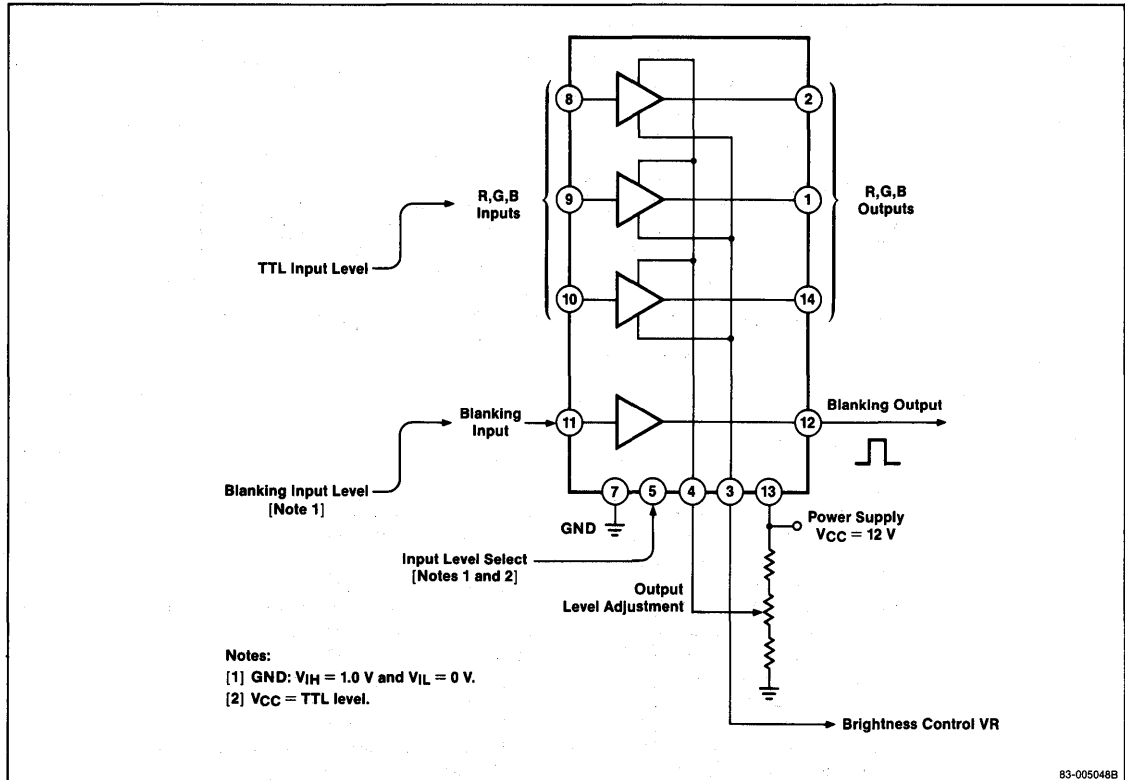 8
2
R,G,B
Inputs
9
1
R,G,B
Outputs
TTL Input Level
10
14
Blanking
Input
11
12
Blanking Output
Blanking Input Level
[Note 1]
7
5
4
3
13
GND
Power Supply
VCC = 12 V
Input Level Select
[Notes 1 and 2]
Output
Level Adjustment
Notes:
[1] GND: VIH = 1.0 V and VIL = 0 V.
[2] VCC = TTL level.
Brightness Control VR
83-005048B